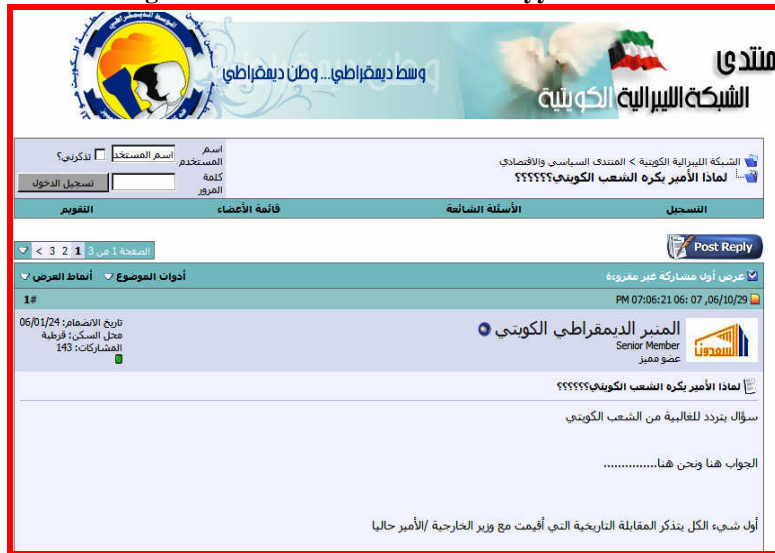 منتدى
الشبكة الليبرالية الكويتية
وسط ديمقراطي... وطن ديمقراطي
الشبكة الليبرالية الكويتية > المنتدى السياسي والاقتصادي
لماذا الأمير يكره الشعب الكويتي؟؟؟؟؟؟
اسم المستخدم
اسم المستخد
تذكرني؟
كلمة المرور
تسجيل الدخول
التسجيل
الأسئلة الشائعة
قائمة الأعضاء
التقويم
Post Reply
الصفحة 1 من 3 1 2 3 >
عرض أول مشاركة غير مقروءة
أدوات الموضوع
أنماط العرض
06/10/29, 07:06:21 06: PM
1#
المنبر الديمقراطي الكويتي
Senior Member
عضو مميز
السعدون
تاريخ الانضمام: 06/01/24
محل السكن: قرطبة
المشاركات: 143
لماذا الأمير يكره الشعب الكويتي؟؟؟؟؟؟
سؤال يتردد للغالبية من الشعب الكويتي
الجواب هنا ونحن هنا...............
أول شيء الكل يتذكر المقابلة التاريخية التي أقيمت مع وزير الخارجية /الأمير حاليا